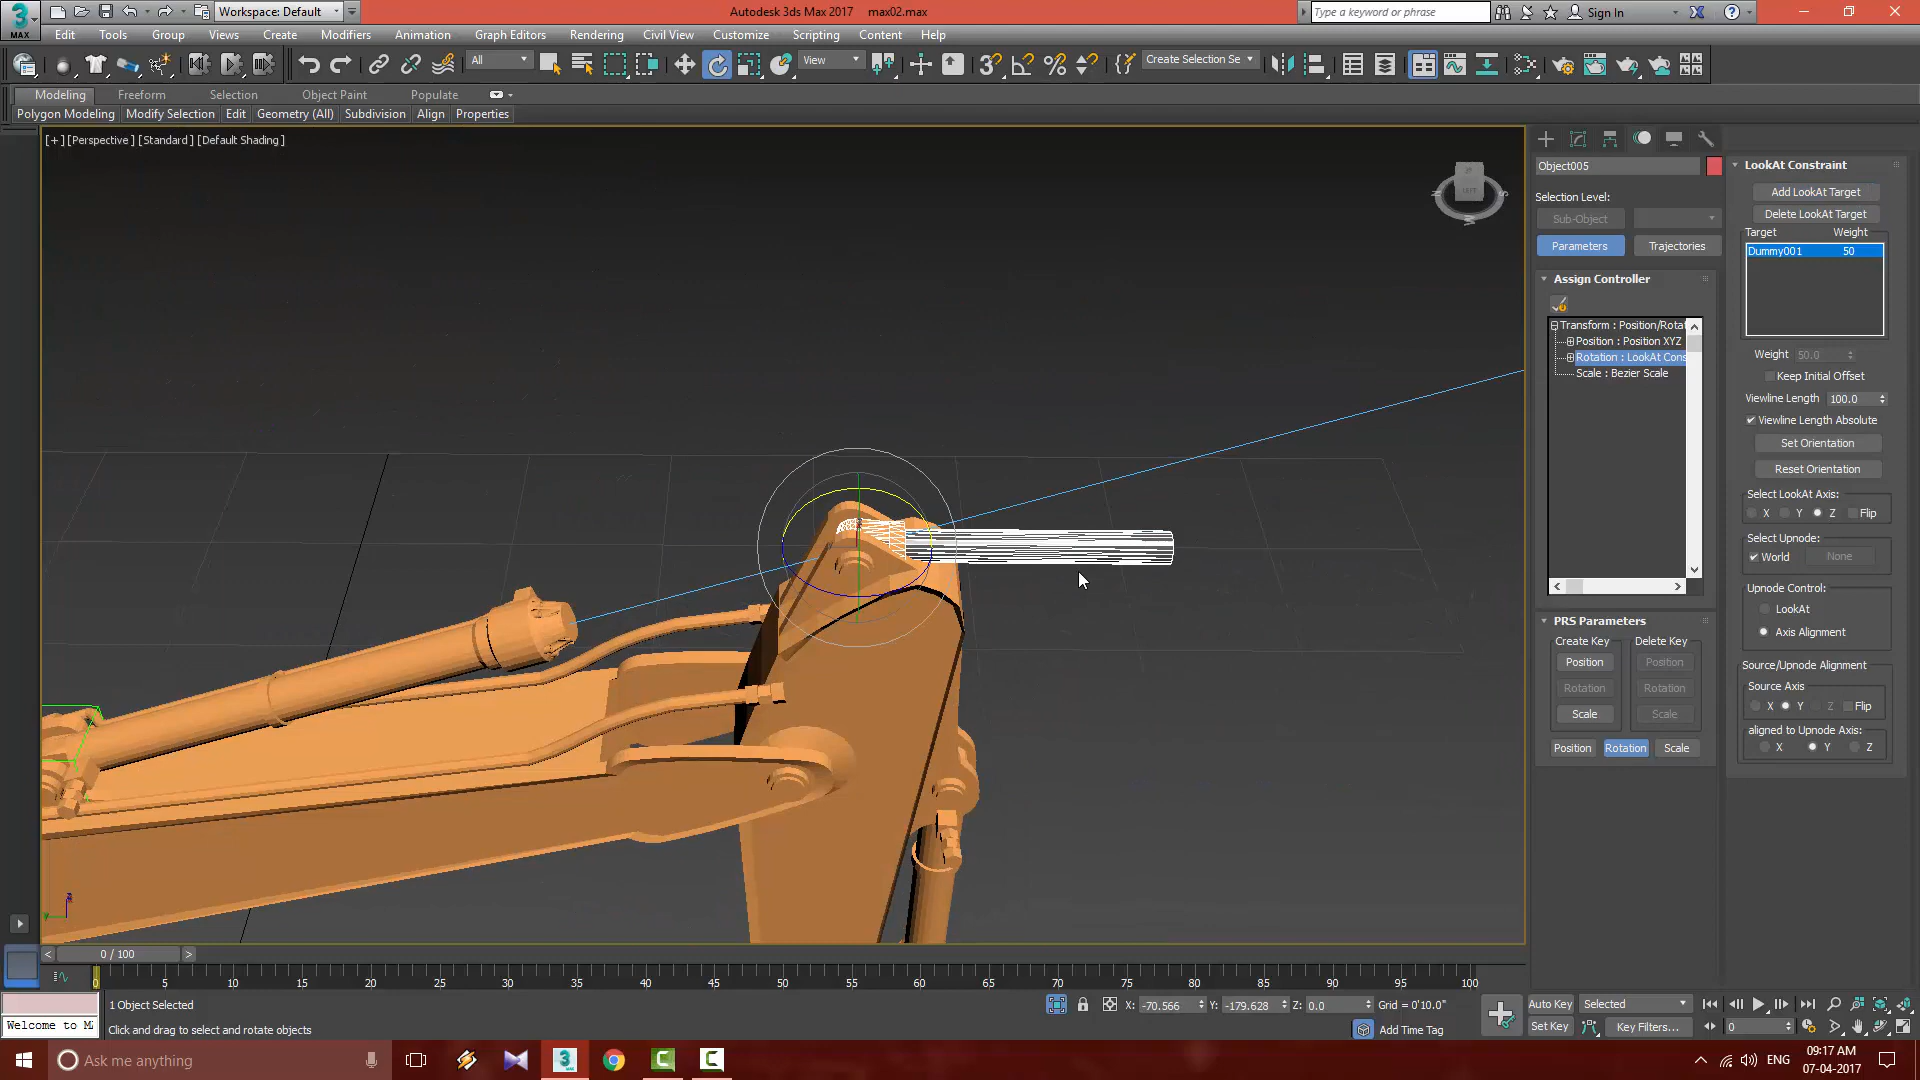 3
MAX
Workspace: Default
Autodesk 3ds Max 2017 max02.max
Type a keyword or phrase
Sign In
Edit Tools Group Views Create Modifiers Animation Graph Editors Rendering Civil View Customize Scripting Content Help
All
View
Create Selection Se
Modeling Freeform Selection Object Paint Populate
Polygon Modeling Modify Selection Edit Geometry (All) Subdivision Align Properties
[+] [Perspective ] [Standard ] [Default Shading ]
Object005
Selection Level:
Sub-Object
Parameters
Trajectories
Assign Controller
Transform : Position/Rotat
Position : Position XYZ
Rotation : LookAt Cons
Scale : Bezier Scale
PRS Parameters
Create Key Delete Key
Position Position
Rotation Rotation
Scale Scale
Position Rotation Scale
LookAt Constraint
Add LookAt Target
Delete LookAt Target
Target Weight
Dummy001 50
Weight 50.0
Keep Initial Offset
Viewline Length 100.0
Viewline Length Absolute
Set Orientation
Reset Orientation
Select LookAt Axis:
X Y Z Flip
Select Upnode:
World None
Upnode Control:
LookAt
Axis Alignment
Source/Upnode Alignment
Source Axis
X Y Z Flip
aligned to Upnode Axis:
X Y Z
< 0 / 100 >
0 5 10 15 20 25 30 35 40 45 50 55 60 65 70 75 80 85 90 95 100
1 Object Selected
X: -70.566 Y: -179.628 Z: 0.0 Grid = 0'10.0"
Auto Key Selected
Welcome to M
Click and drag to select and rotate objects
Add Time Tag
Set Key Key Filters...
0
Ask me anything
ENG
09:17 AM
07-04-2017